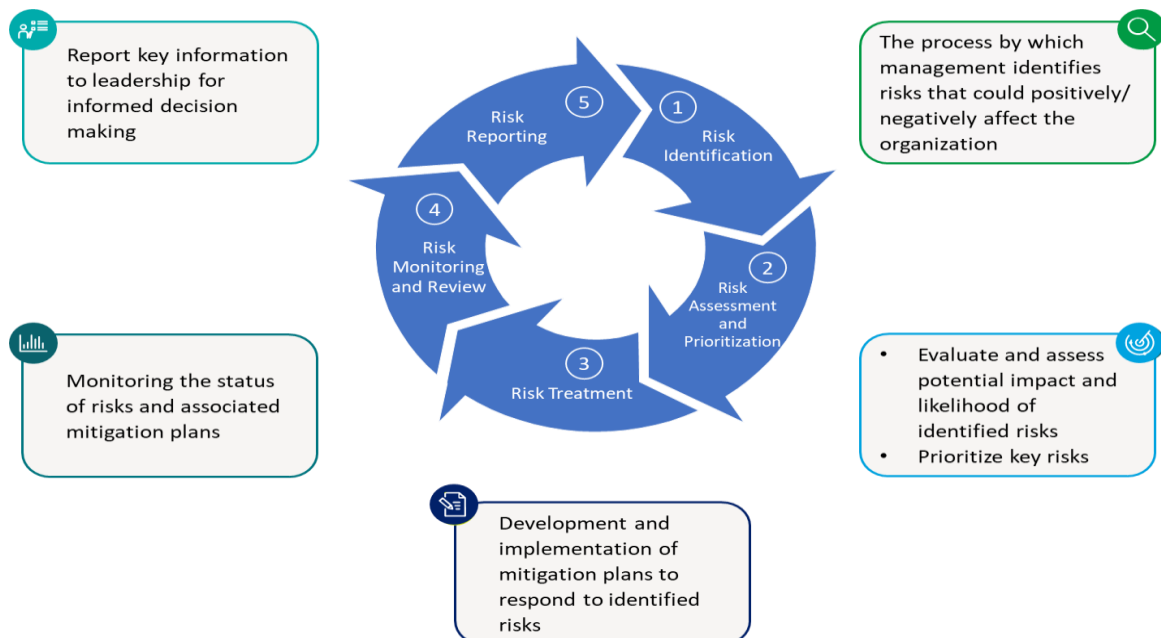 Report key information
to leadership for
informed decision
making
The process by which
management identifies
risks that could positively/
negatively affect the
organization
5
Risk
Reporting
1
Risk
Identification
4
Risk
Monitoring
and Review
2
Risk
Assessment
and
Prioritization
3
Risk Treatment
Monitoring the status
of risks and associated
mitigation plans
• Evaluate and assess
potential impact and
likelihood of
identified risks
• Prioritize key risks
Development and
implementation of
mitigation plans to
respond to identified
risks